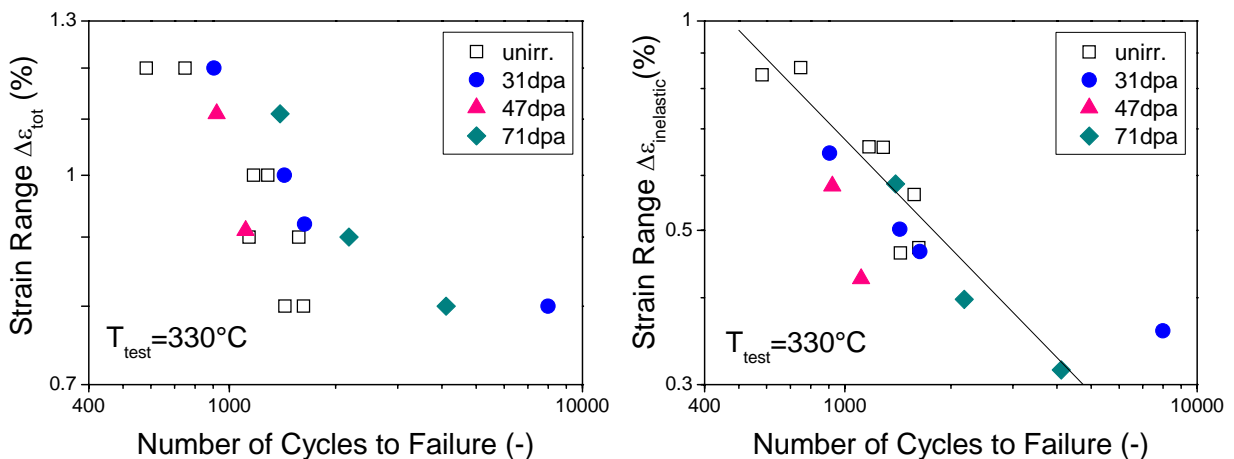 Strain Range Δε_tot (%)
1.3
1
0.7
unirr.
31dpa
47dpa
71dpa
T_test=330°C
400
1000
10000
Number of Cycles to Failure (-)
Strain Range Δε_inelastic(%)
1
0.5
0.3
unirr.
31dpa
47dpa
71dpa
T_test=330°C
400
1000
10000
Number of Cycles to Failure (-)